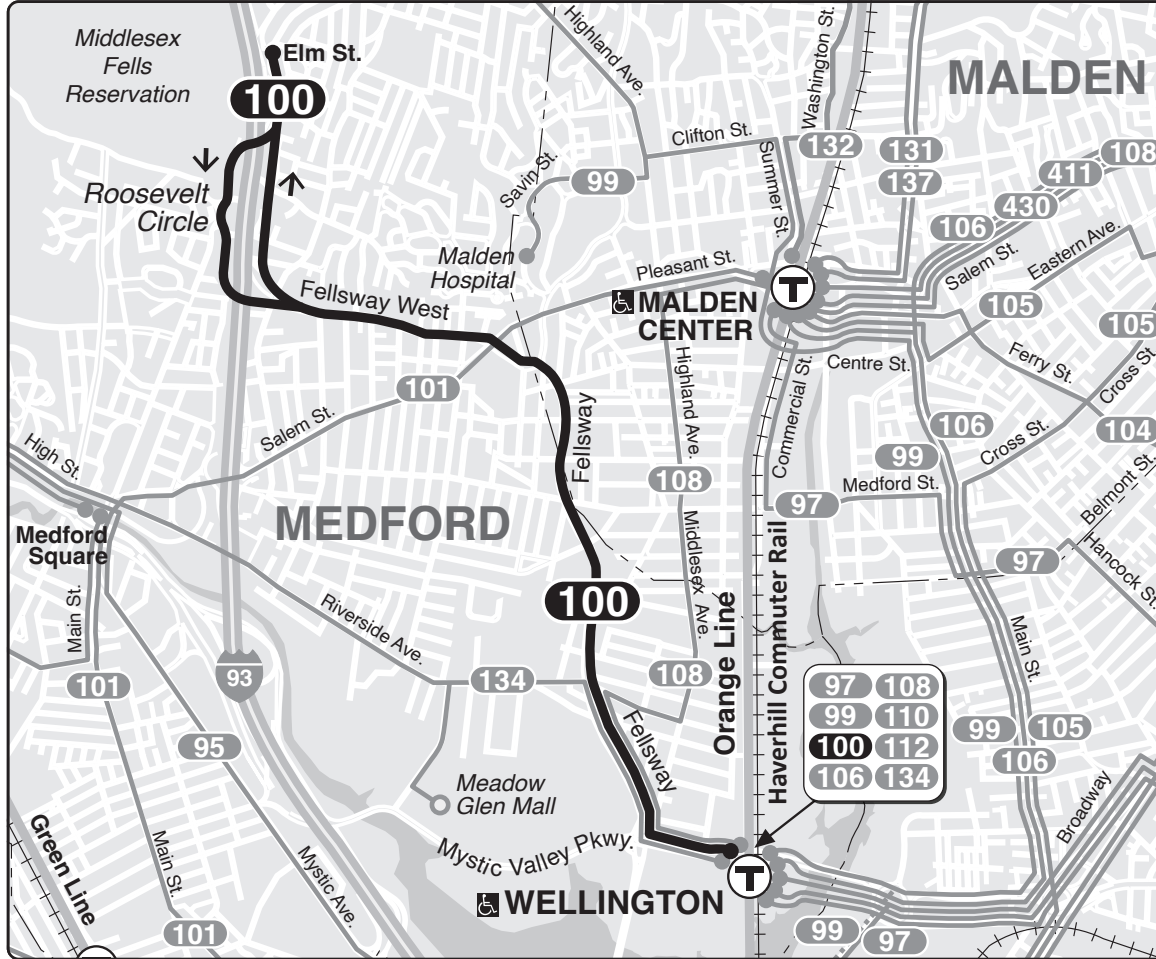 Middlesex
Fells
Reservation
Elm St.
100
Roosevelt
Circle
Highland Ave.
Washington St.
MALDEN
Clifton St.
132
131
137
108
411
430
106
Savin St.
99
Summer St.
Salem St.
Eastern Ave.
Malden
Hospital
Pleasant St.
T
MALDEN
CENTER
105
105
Fellsway West
Highland Ave.
Commercial St.
Centre St.
Ferry St.
Cross St.
101
Salem St.
Fellsway
106
Cross St.
104
High St.
99
108
97
Medford St.
Belmont St.
MEDFORD
Medford
Square
Middlesex Ave.
Orange Line
Haverhill Commuter Rail
97
Hancock St.
100
Main St.
Riverside Ave.
Main St.
101
93
134
108
97 108
99 110
100 112
106 134
99
105
106
95
Fellsway
Meadow
Glen Mall
Broadway
Green Line
Main St.
Mystic Ave.
Mystic Valley Pkwy.
T
WELLINGTON
101
99
97